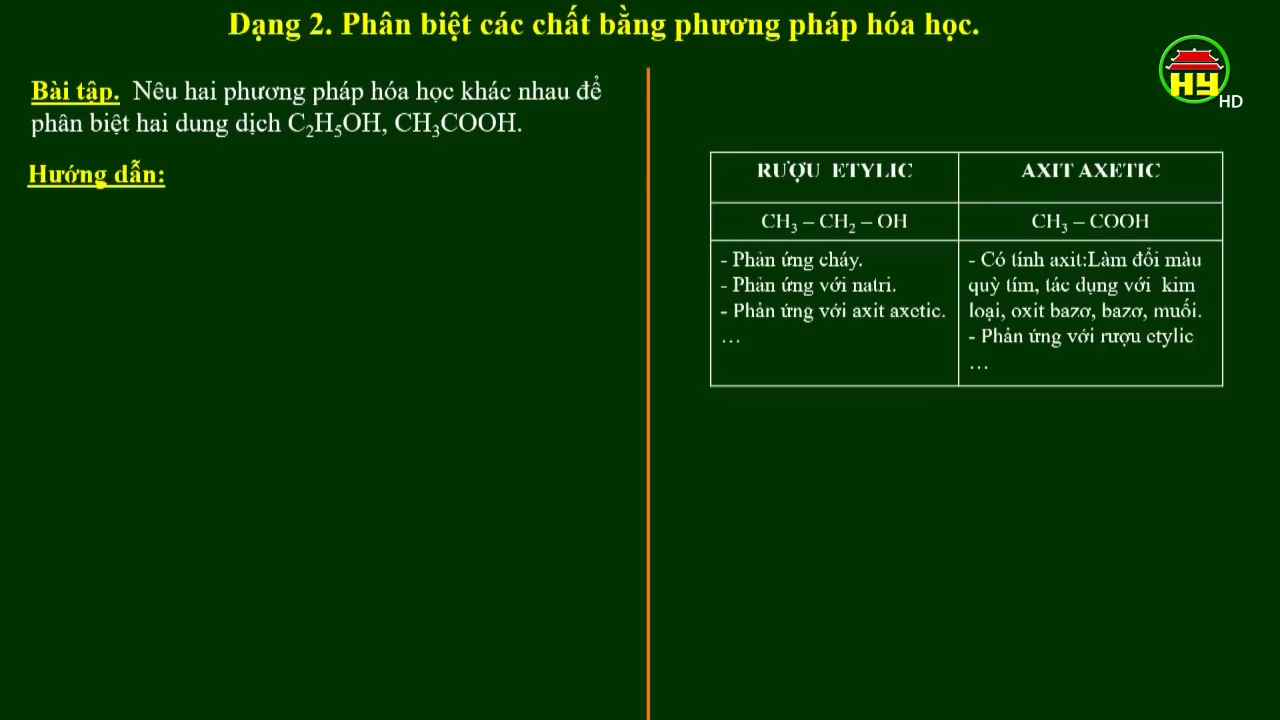 Dạng 2. Phân biệt các chất bằng phương pháp hóa học.
HY
HD
Bài tập. Nêu hai phương pháp hóa học khác nhau để
phân biệt hai dung dịch C₂H₅OH, CH₃COOH.
Hướng dẫn:
RƯỢU ETYLIC
AXIT AXETIC
CH₃ – CH₂ – OH
CH₃ – COOH
- Phản ứng cháy.
- Phản ứng với natri.
- Phản ứng với axit axetic.
…
- Có tính axit:Làm đổi màu
quỳ tím, tác dụng với kim
loại, oxit bazơ, bazơ, muối.
- Phản ứng với rượu etylic
…